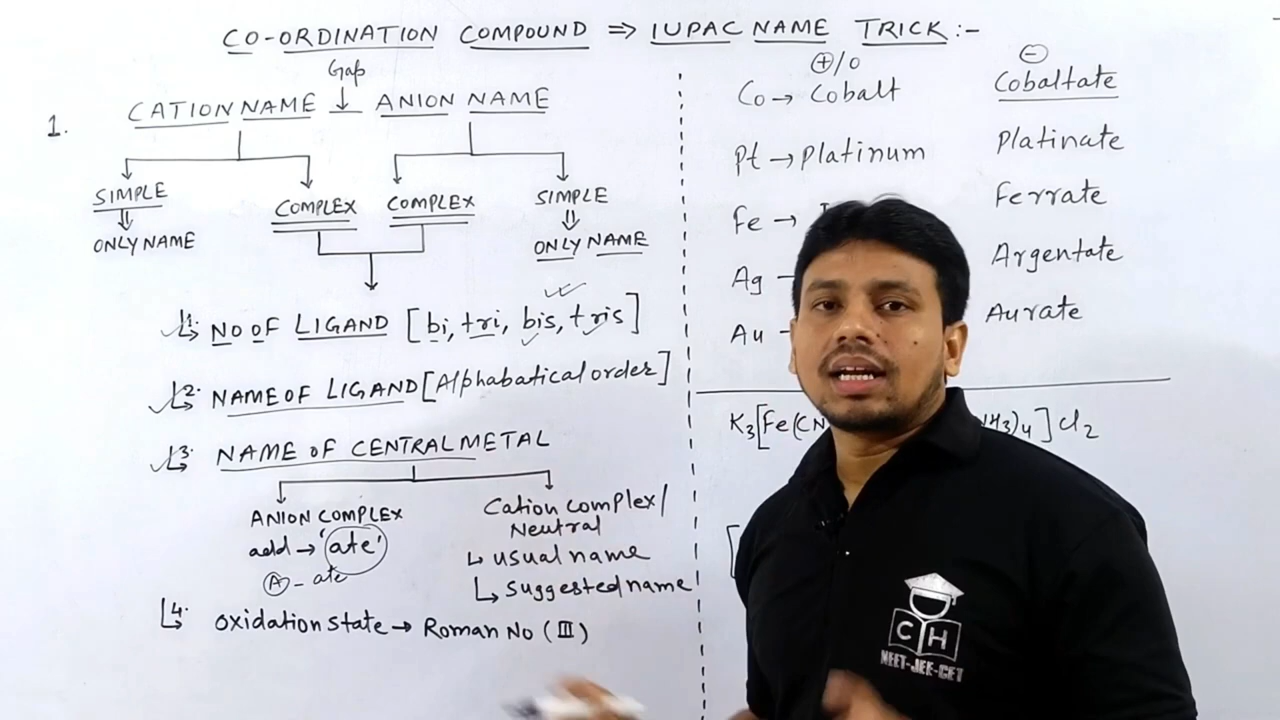 CO-ORDINATION COMPOUND ⇒ IUPAC NAME TRICK:-
Gap
1.
CATION NAME ↓ ANION NAME
SIMPLE
⇓
ONLY NAME
COMPLEX
COMPLEX
SIMPLE
⇓
ONLY NAME
1. NO OF LIGAND [bi, tri, bis, tris]
2. NAME OF LIGAND [Alphabatical order]
3. NAME OF CENTRAL METAL
ANION COMPLEX
add → 'ate'
Ⓐ - ate
Cation complex/
Neutral
↳ usual name
↳ suggested name
4. oxidation state → Roman No (III)
⊕/0
⊖
Co → Cobalt
Cobaltate
Pt → Platinum
Platinate
Fe →
Ferrate
Ag
Argentate
Au
Aurate
K3[Fe(CN
NH3)4]Cl2
[
CH
NEET-JEE-CET